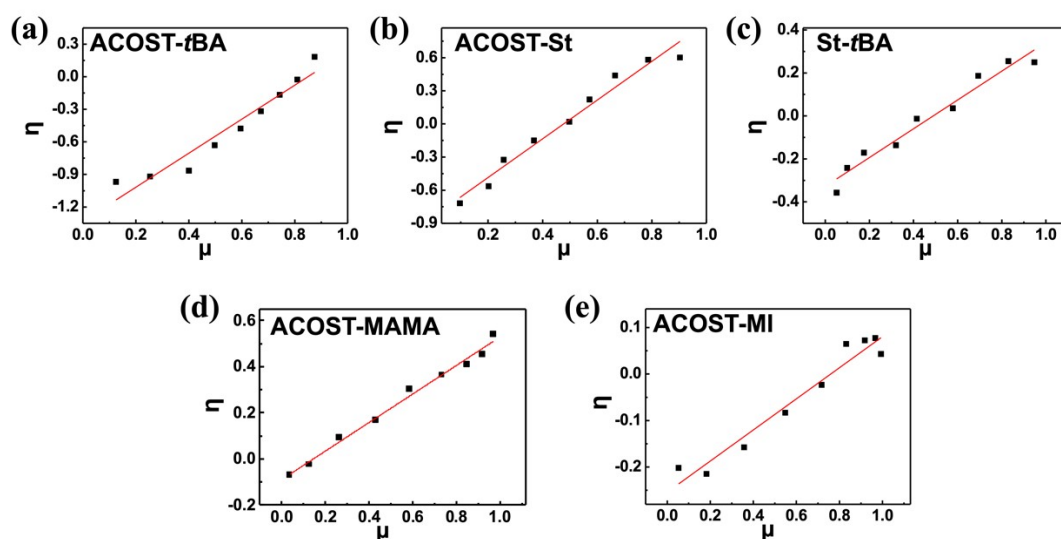 (a) ACOST-tBA
0.3
0.0
-0.3
-0.6
-0.9
-1.2
η
0.0 0.2 0.4 0.6 0.8 1.0
μ
(b) ACOST-St
0.6
0.3
0.0
-0.3
-0.6
-0.9
η
0.2 0.4 0.6 0.8 1.0
μ
(c) St-tBA
0.4
0.2
0.0
-0.2
-0.4
η
0.0 0.2 0.4 0.6 0.8 1.0
μ
(d) ACOST-MAMA
0.6
0.4
0.2
0.0
-0.2
η
0.0 0.2 0.4 0.6 0.8 1.0
μ
(e) ACOST-MI
0.1
0.0
-0.1
-0.2
η
0.0 0.2 0.4 0.6 0.8 1.0
μ